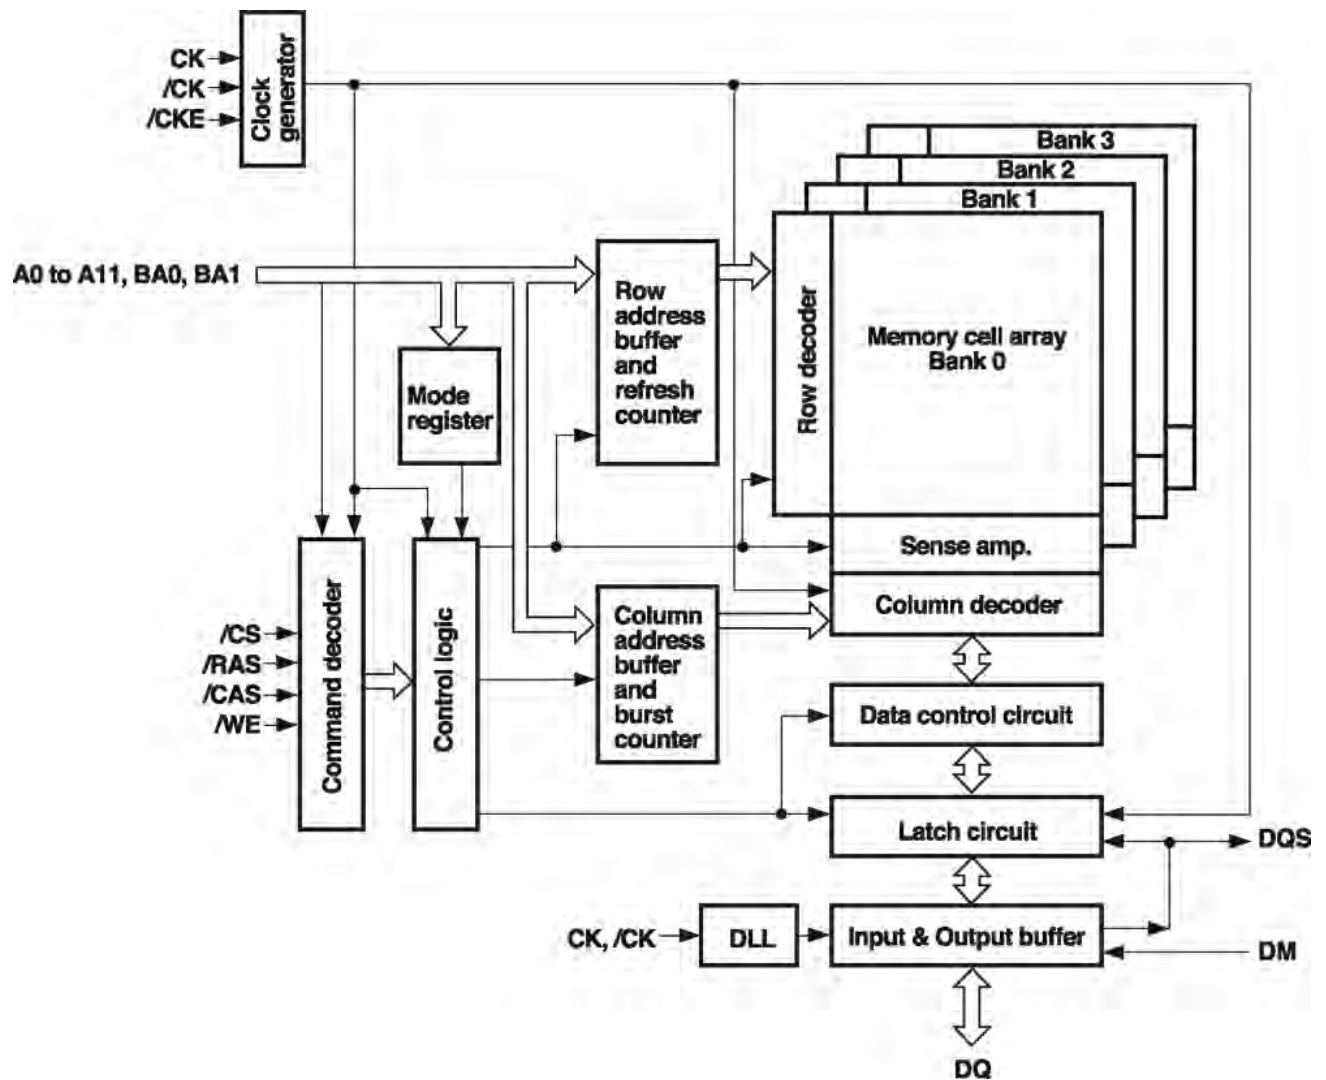 CK
/CK
/CKE
Clock
generator
Bank 3
Bank 2
Bank 1
A0 to A11, BA0, BA1
Mode
register
Row
address
buffer
and
refresh
counter
Row decoder
Memory cell array
Bank 0
Sense amp.
Column decoder
/CS
/RAS
/CAS
/WE
Command decoder
Control logic
Column
address
buffer
and
burst
counter
Data control circuit
Latch circuit
DQS
CK, /CK
DLL
Input & Output buffer
DM
DQ